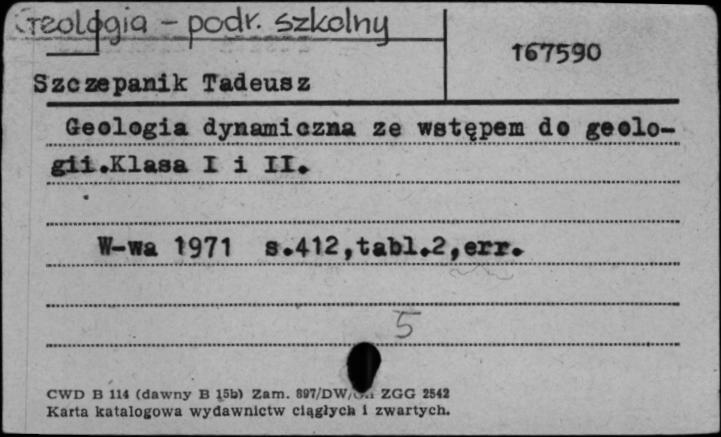 Geologia - podr. szkolny
167590
Szczepanik Tadeusz
Geologia dynamiczna ze wstępem do geolo-
gii.Klasa I i II.
W-wa 1971 s.412,tabl.2,err.
5
CWD B 114 (dawny B 15b) Zam. 897/DW/ ZGG 2542
Karta katalogowa wydawnictw ciągłych i zwartych.